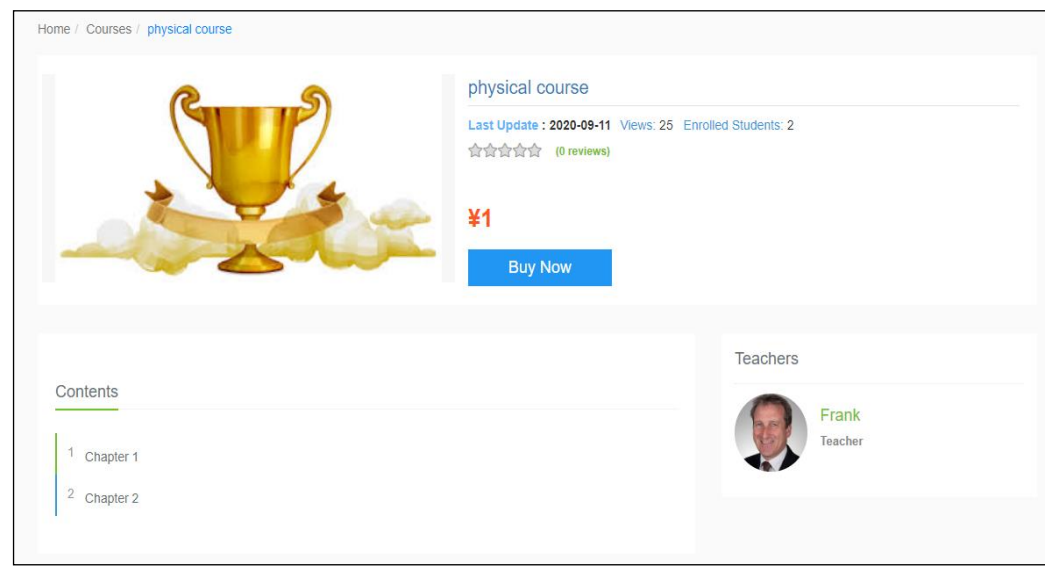 Home / Courses / physical course
physical course
Last Update : 2020-09-11 Views: 25 Enrolled Students: 2
(0 reviews)
¥1
Buy Now
Contents
1 Chapter 1
2 Chapter 2
Teachers
Frank
Teacher